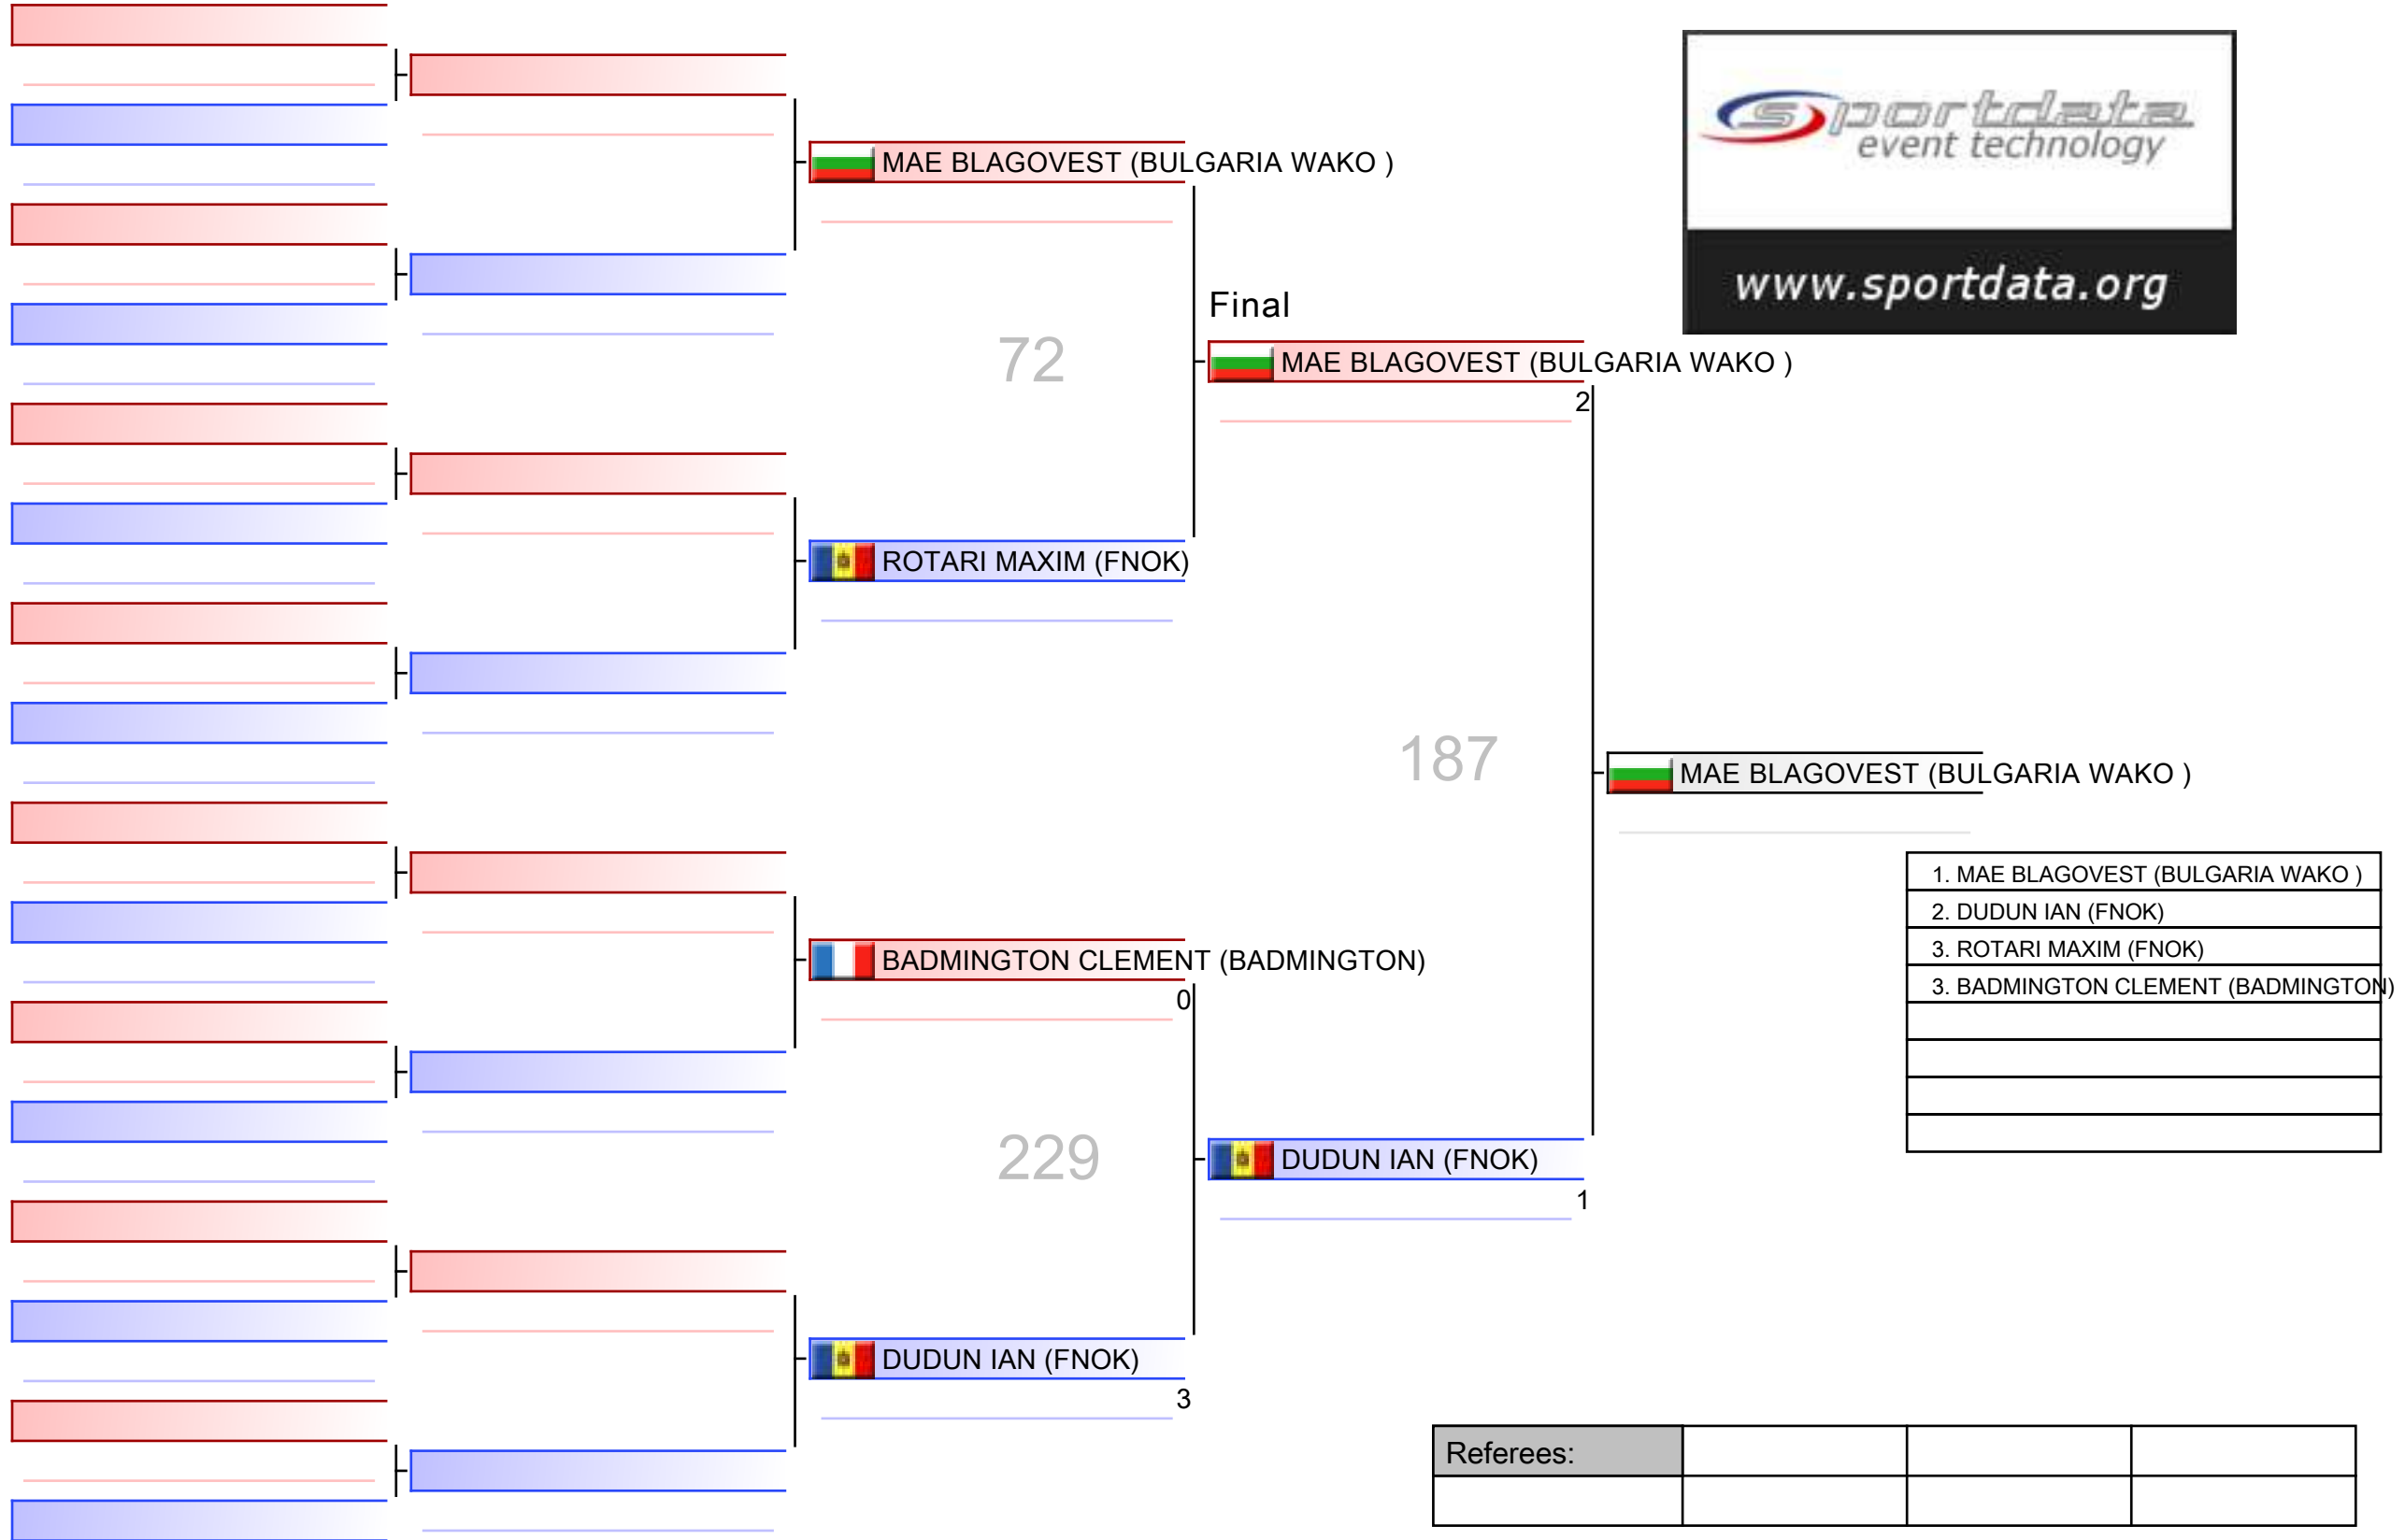 sportdata
event technology
www.sportdata.org
MAE BLAGOVEST (BULGARIA WAKO )
72
Final
MAE BLAGOVEST (BULGARIA WAKO )
2
ROTARI MAXIM (FNOK)
187
MAE BLAGOVEST (BULGARIA WAKO )
1. MAE BLAGOVEST (BULGARIA WAKO )
2. DUDUN IAN (FNOK)
3. ROTARI MAXIM (FNOK)
3. BADMINGTON CLEMENT (BADMINGTON)
BADMINGTON CLEMENT (BADMINGTON)
0
229
DUDUN IAN (FNOK)
1
DUDUN IAN (FNOK)
3
Referees: